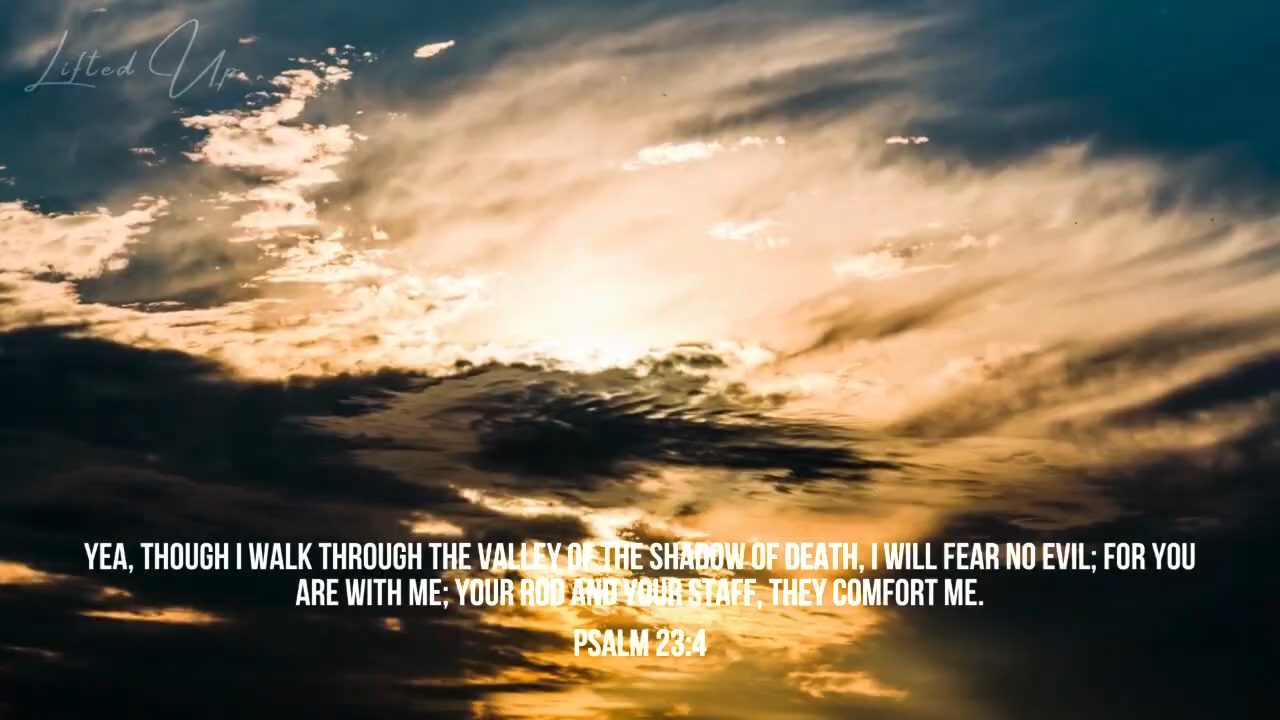 Lifted Up
YEA, THOUGH I WALK THROUGH THE VALLEY OF THE SHADOW OF DEATH, I WILL FEAR NO EVIL; FOR YOU
ARE WITH ME; YOUR ROD AND YOUR STAFF, THEY COMFORT ME.
PSALM 23:4